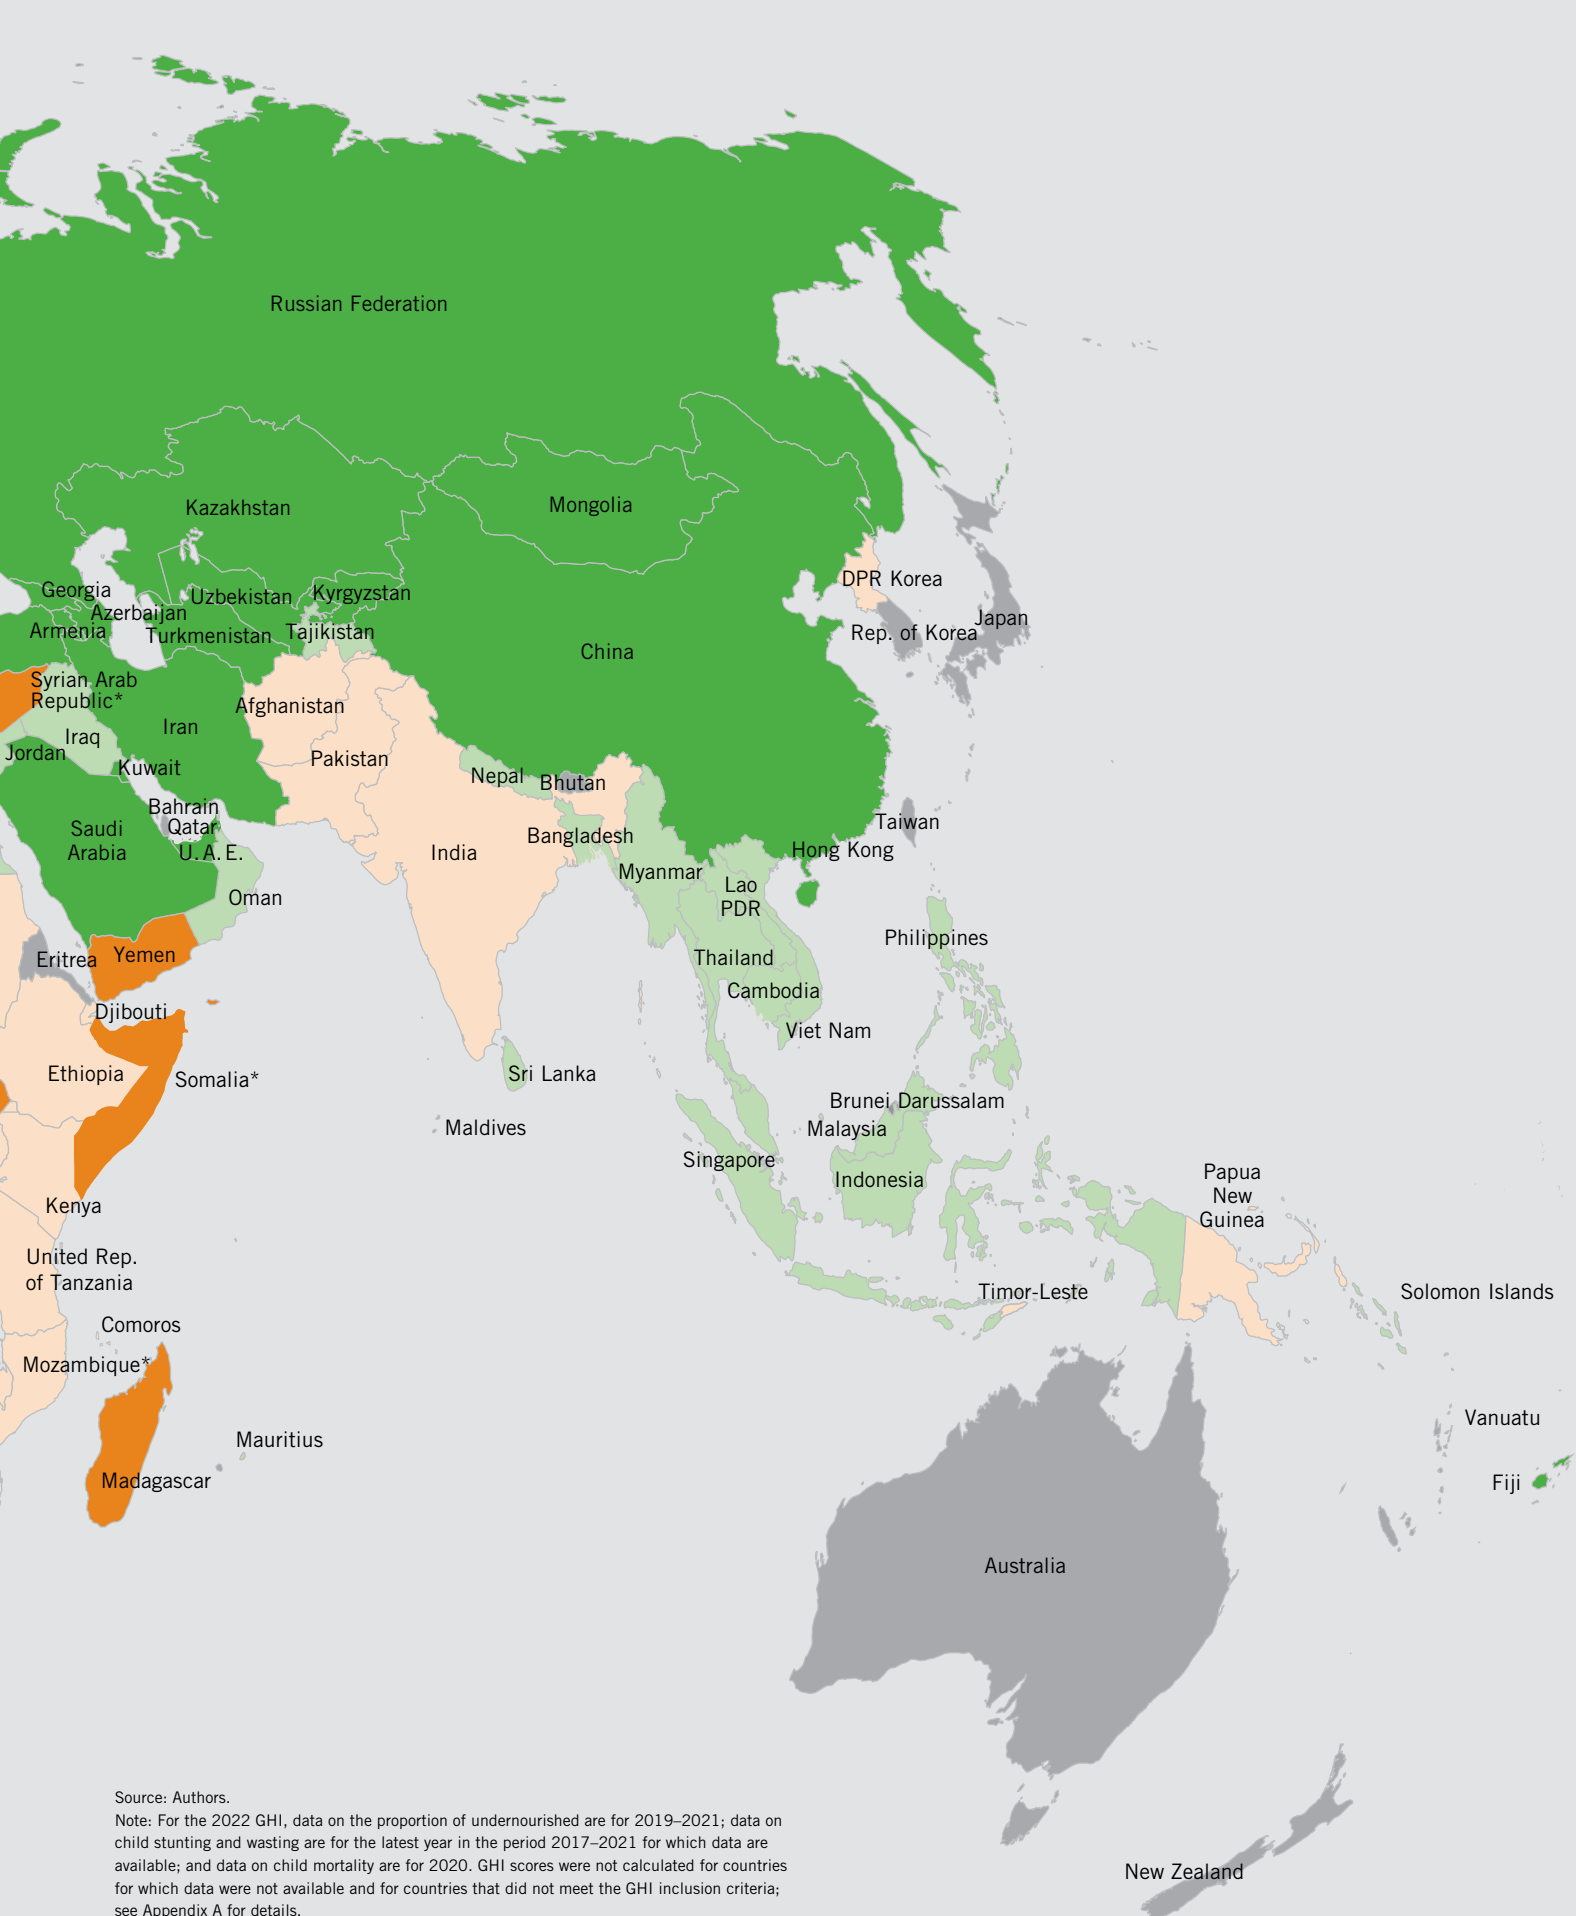 Russian Federation
Kazakhstan
Mongolia
Georgia
Azerbaijan
Armenia
Uzbekistan
Kyrgyzstan
Turkmenistan
Tajikistan
DPR Korea
Rep. of Korea
Japan
China
Syrian Arab
Republic*
Iraq
Iran
Afghanistan
Jordan
Kuwait
Pakistan
Nepal
Bhutan
Bahrain
Qatar
Saudi
Arabia
U.A.E.
India
Bangladesh
Taiwan
Hong Kong
Myanmar
Lao
PDR
Oman
Philippines
Eritrea
Yemen
Thailand
Cambodia
Djibouti
Viet Nam
Ethiopia
Somalia*
Sri Lanka
Brunei Darussalam
Maldives
Malaysia
Singapore
Indonesia
Papua
New
Guinea
Kenya
United Rep.
of Tanzania
Timor-Leste
Solomon Islands
Comoros
Mozambique*
Vanuatu
Mauritius
Madagascar
Fiji
Australia
New Zealand
Source: Authors.
Note: For the 2022 GHI, data on the proportion of undernourished are for 2019–2021; data on
child stunting and wasting are for the latest year in the period 2017–2021 for which data are
available; and data on child mortality are for 2020. GHI scores were not calculated for countries
for which data were not available and for countries that did not meet the GHI inclusion criteria;
see Appendix A for details.